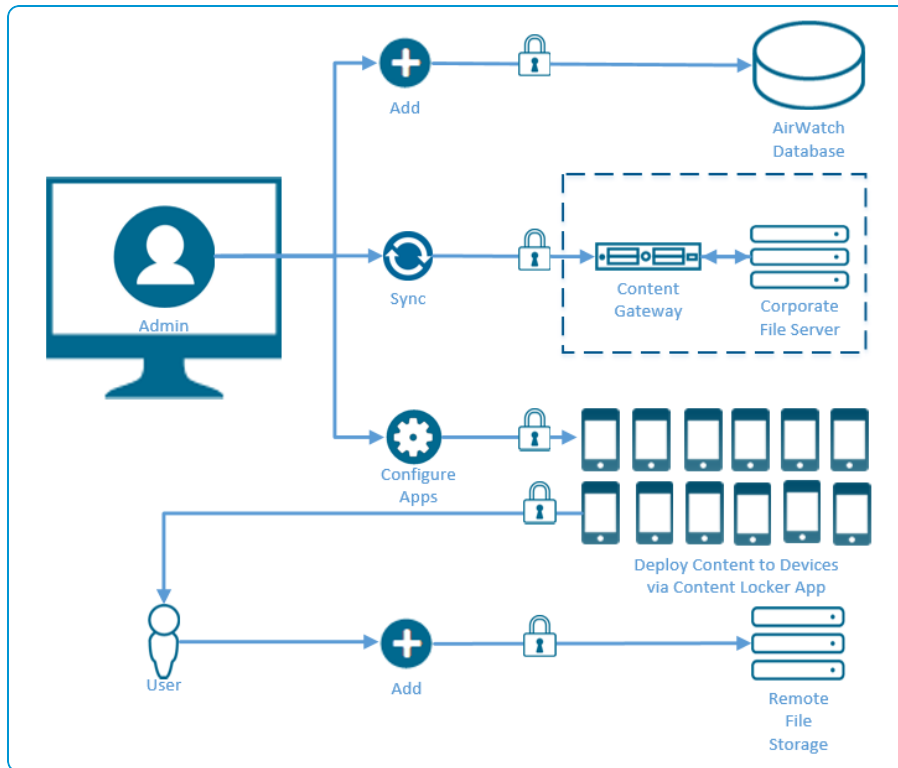 Add
AirWatch
Database
Admin
Sync
Content
Gateway
Corporate
File Server
Configure
Apps
Deploy Content to Devices
via Content Locker App
User
Add
Remote
File
Storage